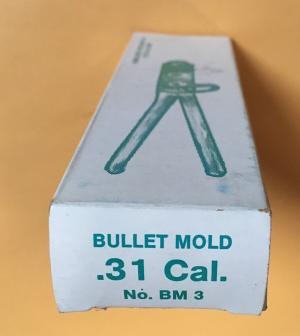 BULLET MOLD
.31 Cal.
No. BM 3